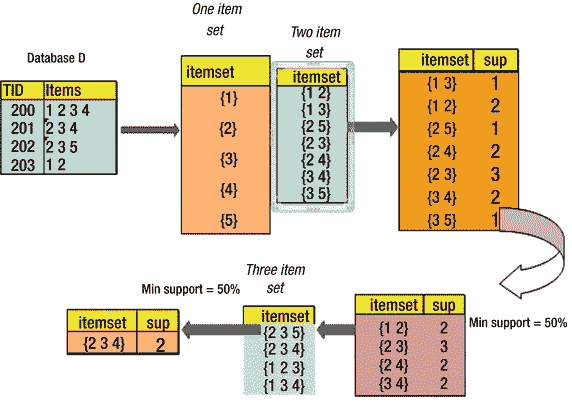 One item
set
Two item
set
Database D
TID Items
200 1 2 3 4
201 2 3 4
202 2 3 5
203 1 2
itemset
{1}
{2}
{3}
{4}
{5}
itemset
{1 2}
{1 3}
{2 5}
{2 3}
{2 4}
{3 4}
{3 5}
itemset sup
{1 3} 1
{1 2} 2
{2 5} 1
{2 4} 2
{2 3} 3
{3 4} 2
{3 5} 1
Three item
set
Min support = 50%
itemset sup
{2 3 4} 2
itemset
{2 3 5}
{2 3 4}
{1 2 3}
{1 3 4}
itemset sup
{1 2} 2
{2 3} 3
{2 4} 2
{3 4} 2
Min support = 50%